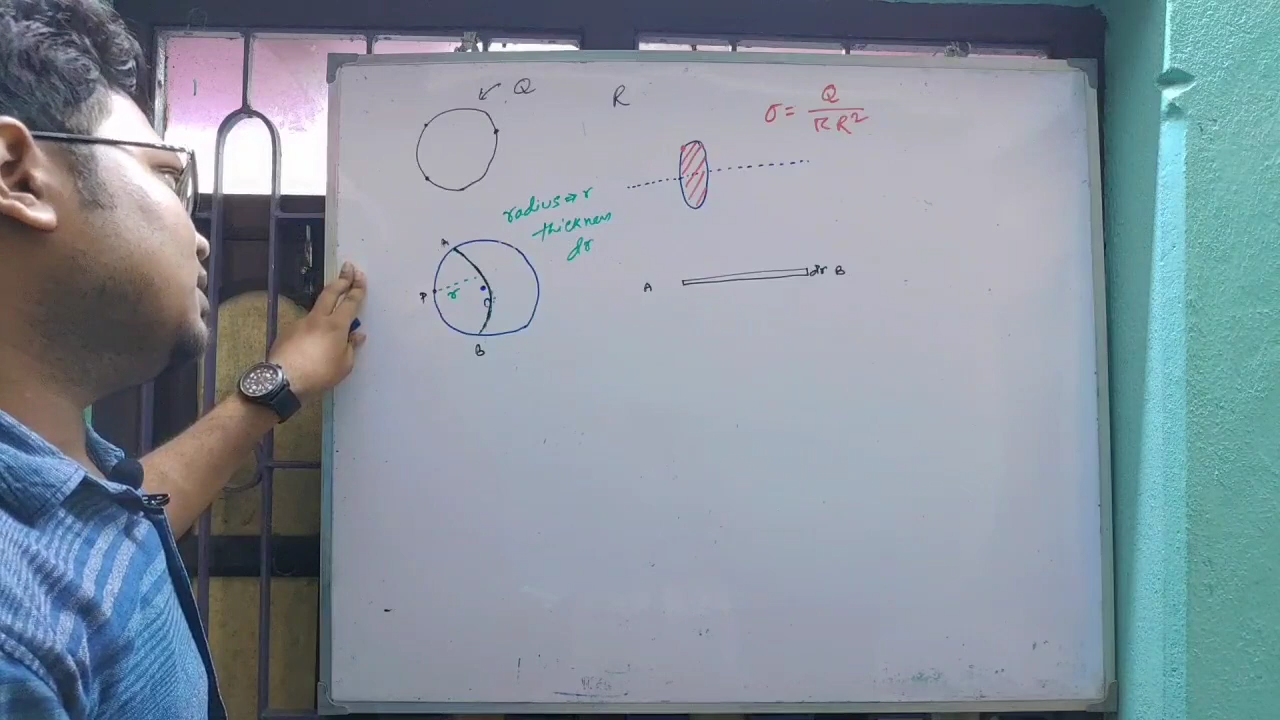 Q
R
σ = Q / πR²
radius → r
thickness
dr
A
P
r
O
B
A
dr B